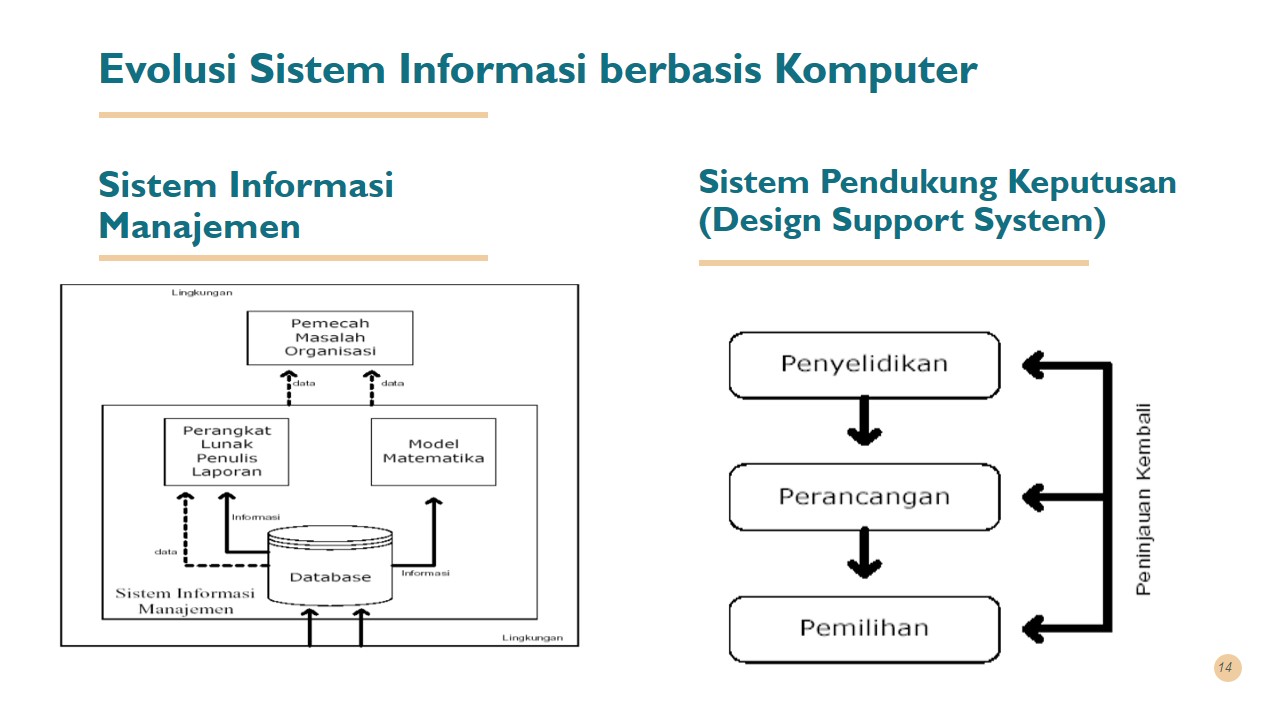 Evolusi Sistem Informasi berbasis Komputer
Sistem Informasi
Manajemen
Lingkungan
Pemecah
Masalah
Organisasi
data
data
Perangkat
Lunak
Penulis
Laporan
Model
Matematika
Informasi
data
Database
Informasi
Sistem Informasi
Manajemen
Lingkungan
Sistem Pendukung Keputusan
(Design Support System)
Penyelidikan
Perancangan
Pemilihan
Peninjauan Kembali
14